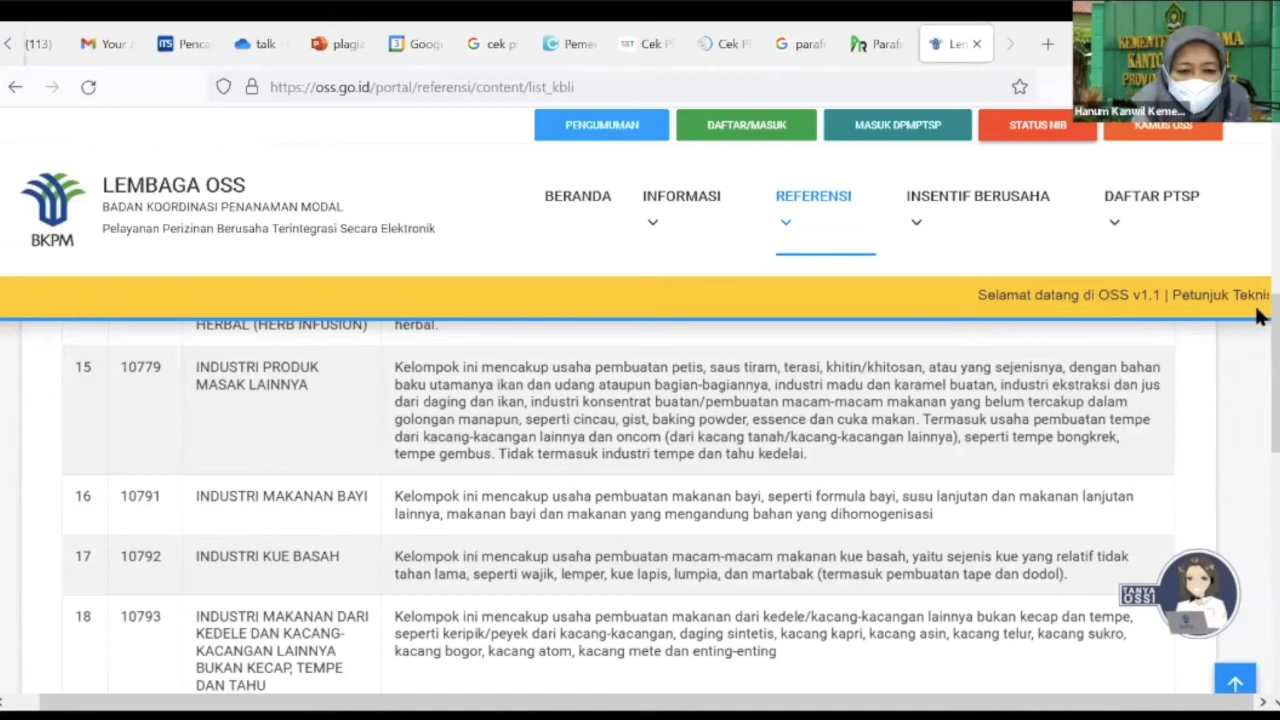 (113)
Your
ITS Penca
talk
plagia
Goog
cek p
Peme
SST Cek Pl
Cek Pl
parafr
PR Parafr
Len
https://oss.go.id/portal/referensi/content/list_kbli
Hanum Kanwil Keme...
PENGUMUMAN DAFTAR/MASUK MASUK DPMPTSP STATUS NIB KAMUS OSS
BKPM
LEMBAGA OSS
BADAN KOORDINASI PENANAMAN MODAL
Pelayanan Perizinan Berusaha Terintegrasi Secara Elektronik
BERANDA INFORMASI REFERENSI INSENTIF BERUSAHA DAFTAR PTSP
Selamat datang di OSS v1.1 | Petunjuk Teknis
HERBAL (HERB INFUSION) herbal.
15 10779 INDUSTRI PRODUK
MASAK LAINNYA
Kelompok ini mencakup usaha pembuatan petis, saus tiram, terasi, khitin/khitosan, atau yang sejenisnya, dengan bahan
baku utamanya ikan dan udang ataupun bagian-bagiannya, industri madu dan karamel buatan, industri ekstraksi dan jus
dari daging dan ikan, industri konsentrat buatan/pembuatan macam-macam makanan yang belum tercakup dalam
golongan manapun, seperti cincau, gist, baking powder, essence dan cuka makan. Termasuk usaha pembuatan tempe
dari kacang-kacangan lainnya dan oncom (dari kacang tanah/kacang-kacangan lainnya), seperti tempe bongkrek,
tempe gembus. Tidak termasuk industri tempe dan tahu kedelai.
16 10791 INDUSTRI MAKANAN BAYI
Kelompok ini mencakup usaha pembuatan makanan bayi, seperti formula bayi, susu lanjutan dan makanan lanjutan
lainnya, makanan bayi dan makanan yang mengandung bahan yang dihomogenisasi
17 10792 INDUSTRI KUE BASAH
Kelompok ini mencakup usaha pembuatan macam-macam makanan kue basah, yaitu sejenis kue yang relatif tidak
tahan lama, seperti wajik, lemper, kue lapis, lumpia, dan martabak (termasuk pembuatan tape dan dodol).
TANYA
OSS!
18 10793 INDUSTRI MAKANAN DARI
KEDELE DAN KACANG-
KACANGAN LAINNYA
BUKAN KECAP, TEMPE
DAN TAHU
Kelompok ini mencakup usaha pembuatan makanan dari kedele/kacang-kacangan lainnya bukan kecap dan tempe,
seperti keripik/peyek dari kacang-kacangan, daging sintetis, kacang kapri, kacang asin, kacang telur, kacang sukro,
kacang bogor, kacang atom, kacang mete dan enting-enting